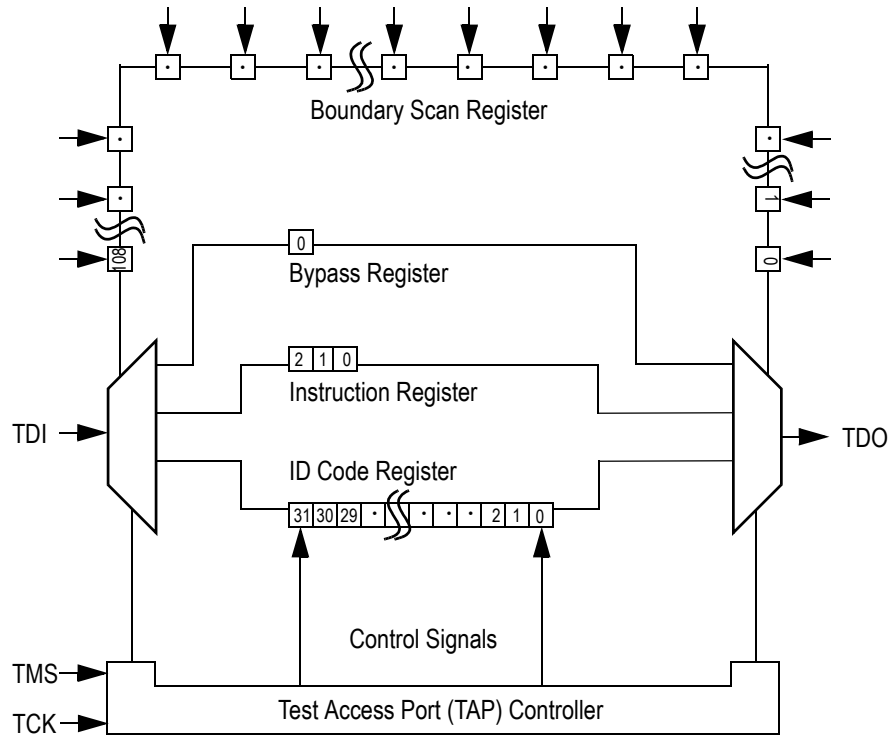 Boundary Scan Register
108
1
0
0
Bypass Register
2 1 0
Instruction Register
TDI
TDO
ID Code Register
31 30 29 · · · · · 2 1 0
Control Signals
TMS
TCK
Test Access Port (TAP) Controller